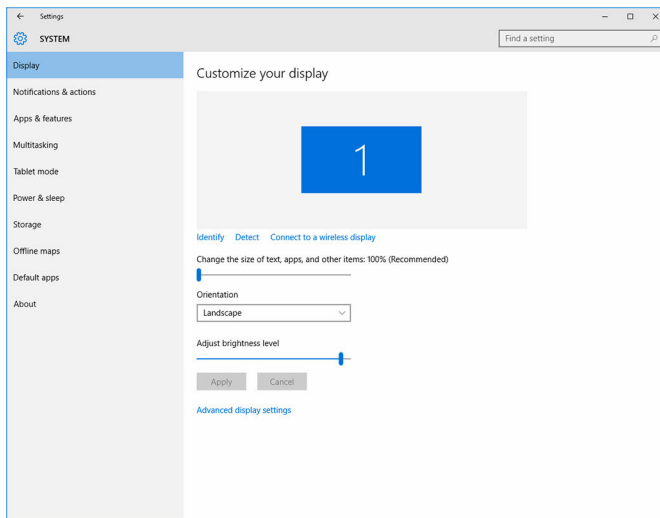 Settings
SYSTEM
Find a setting
Display
Notifications & actions
Apps & features
Multitasking
Tablet mode
Power & sleep
Storage
Offline maps
Default apps
About
Customize your display
1
Identify Detect Connect to a wireless display
Change the size of text, apps, and other items: 100% (Recommended)
Orientation
Landscape
Adjust brightness level
Apply Cancel
Advanced display settings